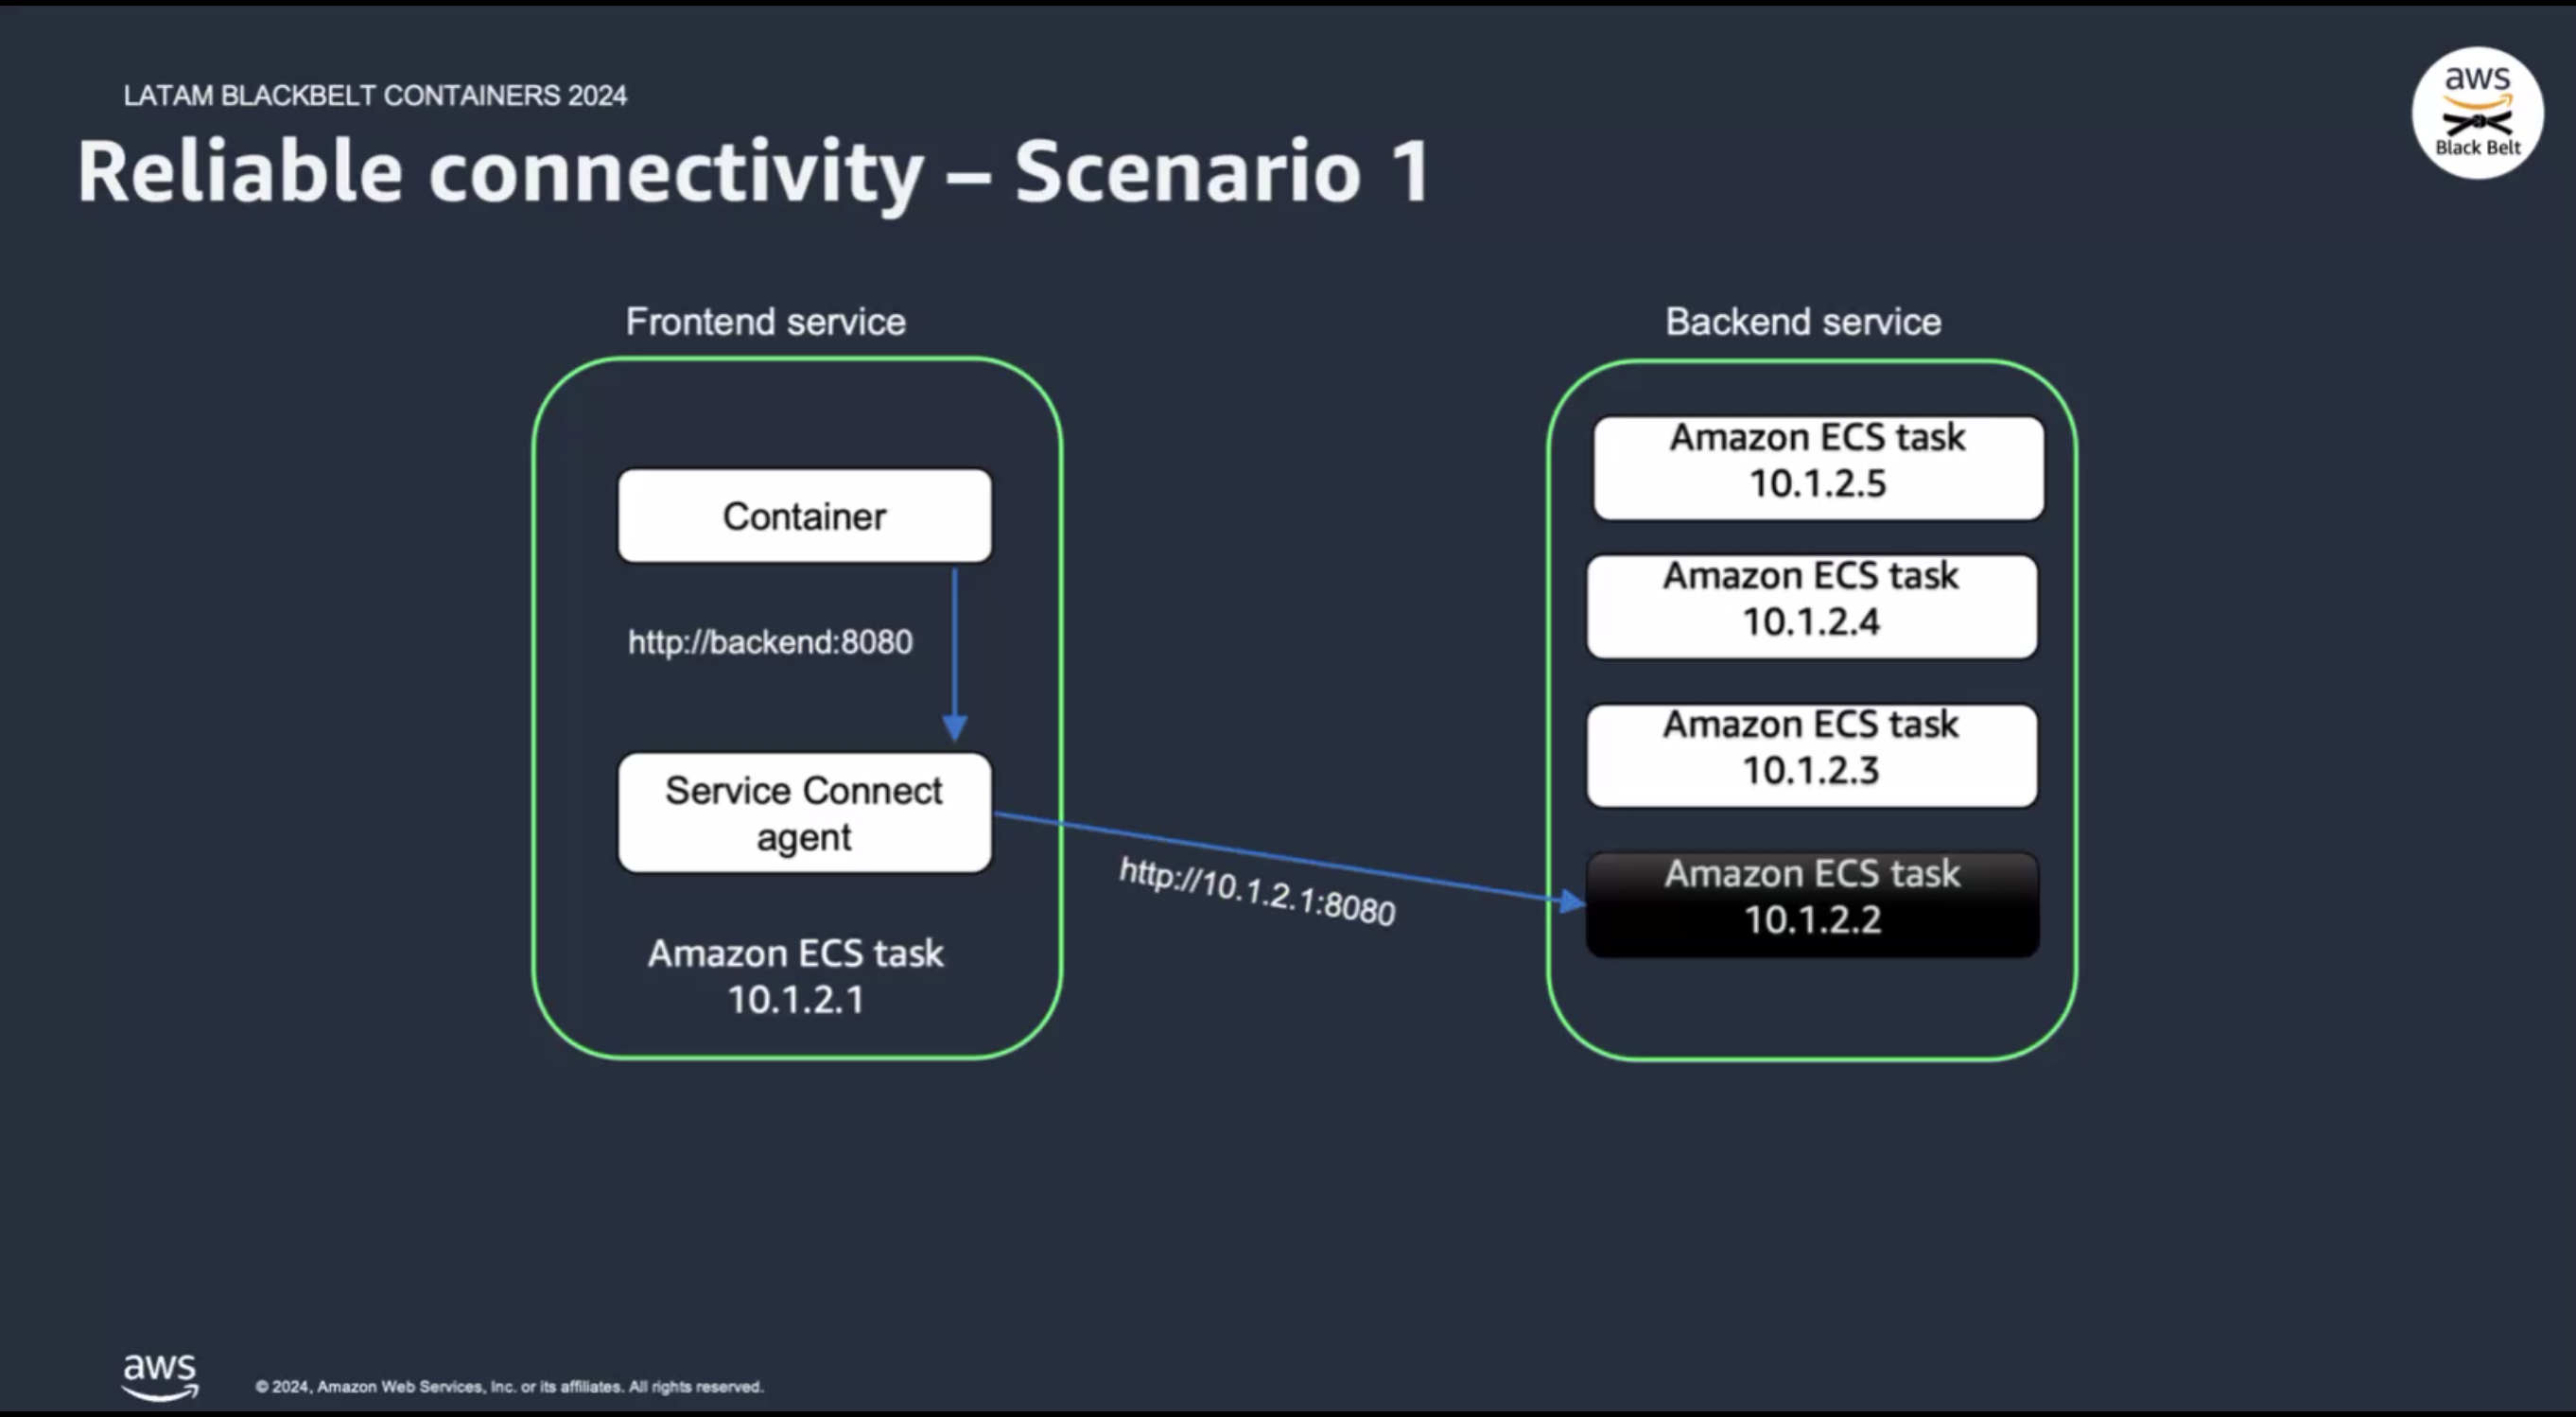 LATAM BLACKBELT CONTAINERS 2024
Reliable connectivity – Scenario 1
aws
Black Belt
Frontend service
Container
http://backend:8080
Service Connect
agent
Amazon ECS task
10.1.2.1
http://10.1.2.1:8080
Backend service
Amazon ECS task
10.1.2.5
Amazon ECS task
10.1.2.4
Amazon ECS task
10.1.2.3
Amazon ECS task
10.1.2.2
aws
© 2024, Amazon Web Services, Inc. or its affiliates. All rights reserved.